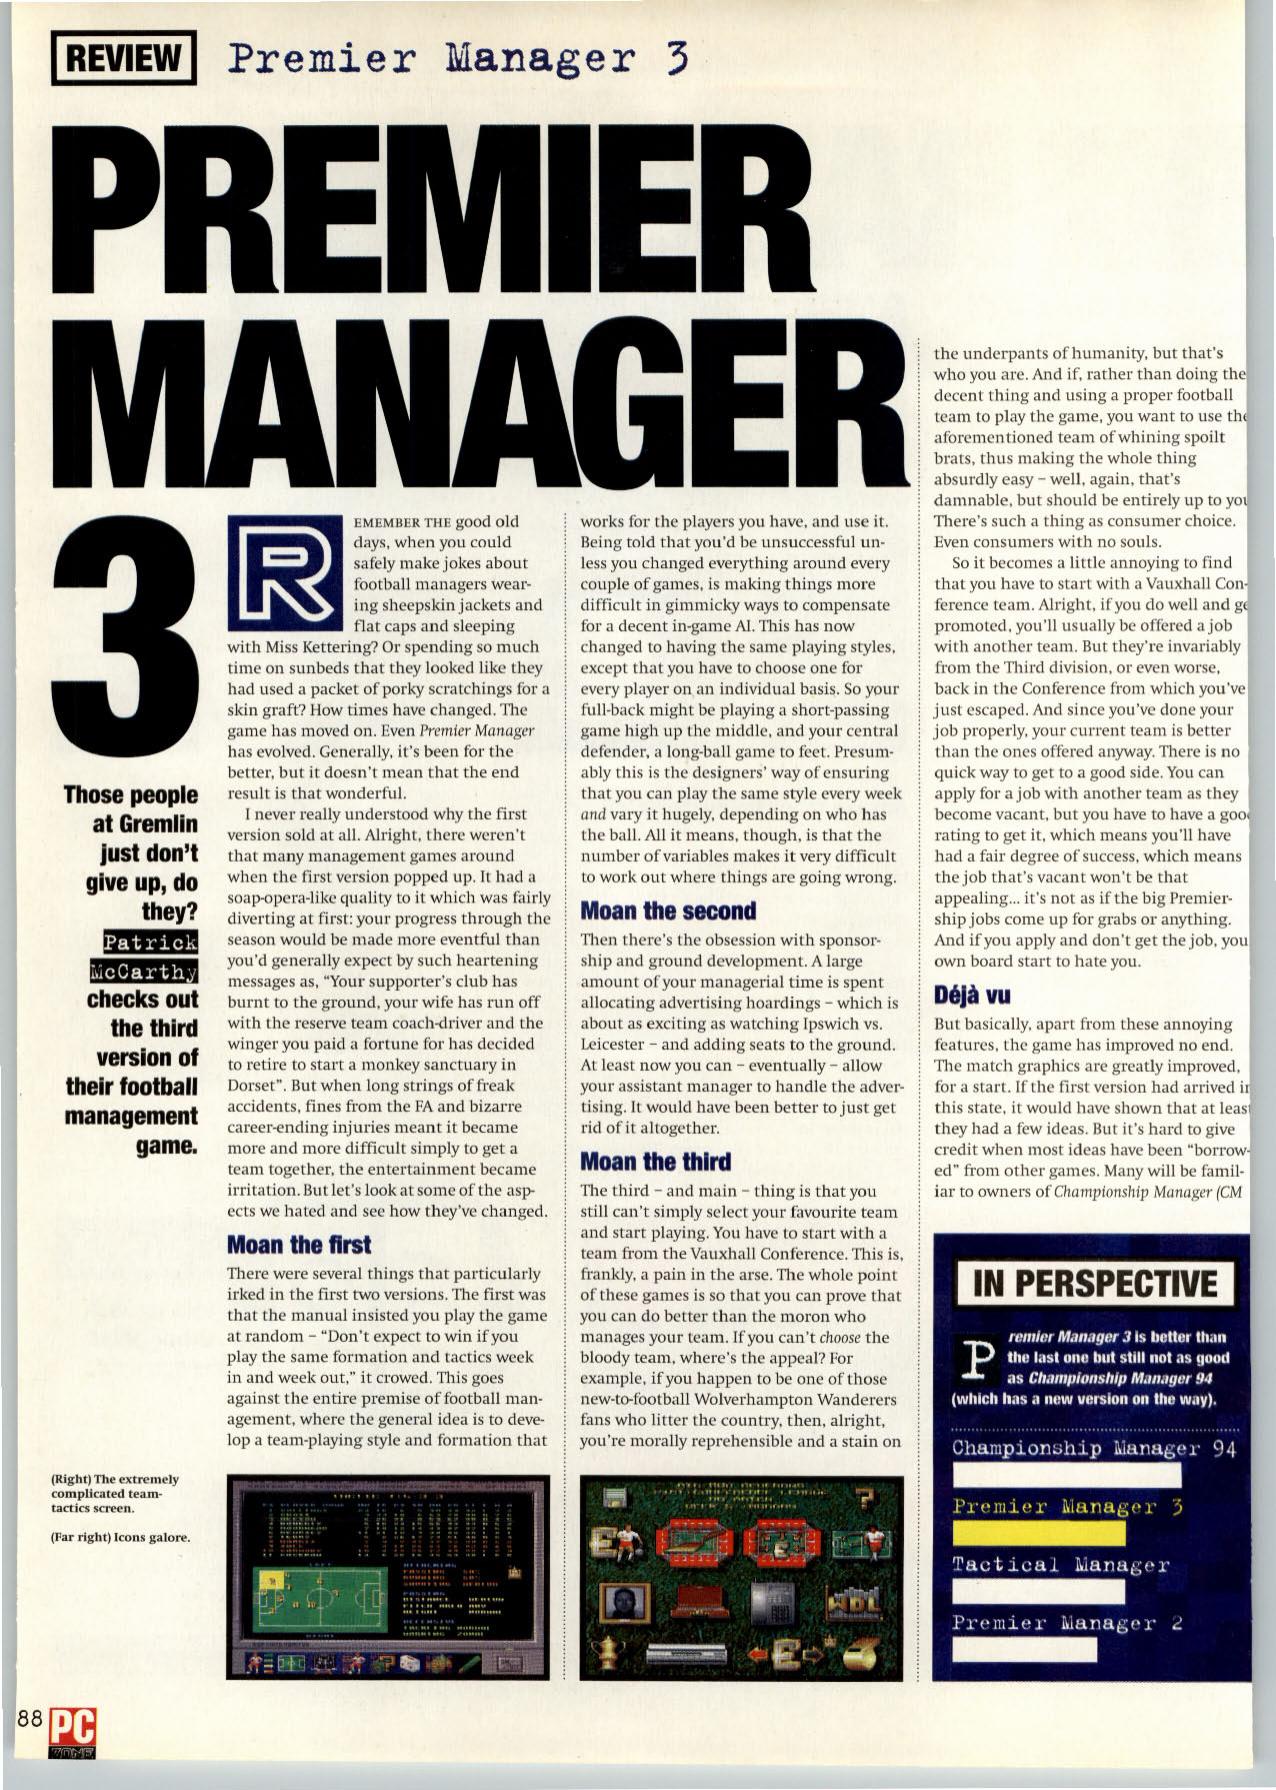 REVIEW Premier Manager 3
PREMIER
MANAGER
3
Those people
at Gremlin
just don't
give up, do
they?
Patrick
McCarthy
checks out
the third
version of
their football
management
game.
REMEMBER THE good old
days, when you could
safely make jokes about
football managers wear-
ing sheepskin jackets and
flat caps and sleeping
with Miss Kettering? Or spending so much
time on sunbeds that they looked like they
had used a packet of porky scratchings for a
skin graft? How times have changed. The
game has moved on. Even Premier Manager
has evolved. Generally, it's been for the
better, but it doesn't mean that the end
result is that wonderful.
I never really understood why the first
version sold at all. Alright, there weren't
that many management games around
when the first version popped up. It had a
soap-opera-like quality to it which was fairly
diverting at first: your progress through the
season would be made more eventful than
you'd generally expect by such heartening
messages as, "Your supporter's club has
burnt to the ground, your wife has run off
with the reserve team coach-driver and the
winger you paid a fortune for has decided
to retire to start a monkey sanctuary in
Dorset". But when long strings of freak
accidents, fines from the FA and bizarre
career-ending injuries meant it became
more and more difficult simply to get a
team together, the entertainment became
irritation. But let's look at some of the asp-
ects we hated and see how they've changed.
Moan the first
There were several things that particularly
irked in the first two versions. The first was
that the manual insisted you play the game
at random – "Don't expect to win if you
play the same formation and tactics week
in and week out," it crowed. This goes
against the entire premise of football man-
agement, where the general idea is to deve-
lop a team-playing style and formation that
works for the players you have, and use it.
Being told that you'd be unsuccessful un-
less you changed everything around every
couple of games, is making things more
difficult in gimmicky ways to compensate
for a decent in-game AI. This has now
changed to having the same playing styles,
except that you have to choose one for
every player on an individual basis. So your
full-back might be playing a short-passing
game high up the middle, and your central
defender, a long-ball game to feet. Presum-
ably this is the designers' way of ensuring
that you can play the same style every week
and vary it hugely, depending on who has
the ball. All it means, though, is that the
number of variables makes it very difficult
to work out where things are going wrong.
Moan the second
Then there's the obsession with sponsor-
ship and ground development. A large
amount of your managerial time is spent
allocating advertising hoardings – which is
about as exciting as watching Ipswich vs.
Leicester – and adding seats to the ground.
At least now you can – eventually – allow
your assistant manager to handle the adver-
tising. It would have been better to just get
rid of it altogether.
Moan the third
The third – and main – thing is that you
still can't simply select your favourite team
and start playing. You have to start with a
team from the Vauxhall Conference. This is,
frankly, a pain in the arse. The whole point
of these games is so that you can prove that
you can do better than the moron who
manages your team. If you can't choose the
bloody team, where's the appeal? For
example, if you happen to be one of those
new-to-football Wolverhampton Wanderers
fans who litter the country, then, alright,
you're morally reprehensible and a stain on
the underpants of humanity, but that's
who you are. And if, rather than doing the
decent thing and using a proper football
team to play the game, you want to use the
aforementioned team of whining spoilt
brats, thus making the whole thing
absurdly easy – well, again, that's
damnable, but should be entirely up to you
There's such a thing as consumer choice.
Even consumers with no souls.
So it becomes a little annoying to find
that you have to start with a Vauxhall Con-
ference team. Alright, if you do well and ge
promoted, you'll usually be offered a job
with another team. But they're invariably
from the Third division, or even worse,
back in the Conference from which you've
just escaped. And since you've done your
job properly, your current team is better
than the ones offered anyway. There is no
quick way to get to a good side. You can
apply for a job with another team as they
become vacant, but you have to have a goo
rating to get it, which means you'll have
had a fair degree of success, which means
the job that's vacant won't be that
appealing... it's not as if the big Premier-
ship jobs come up for grabs or anything.
And if you apply and don't get the job, you
own board start to hate you.
Déjà vu
But basically, apart from these annoying
features, the game has improved no end.
The match graphics are greatly improved,
for a start. If the first version had arrived in
this state, it would have shown that at least
they had a few ideas. But it's hard to give
credit when most ideas have been "borrow-
ed" from other games. Many will be famil-
iar to owners of Championship Manager (CM
IN PERSPECTIVE
Premier Manager 3 is better than
the last one but still not as good
as Championship Manager 94
(which has a new version on the way).
Championship Manager 94
Premier Manager 3
Tactical Manager
Premier Manager 2
(Right) The extremely
complicated team-
tactics screen.
(Far right) Icons galore.
WDL
88 PC
ZONE